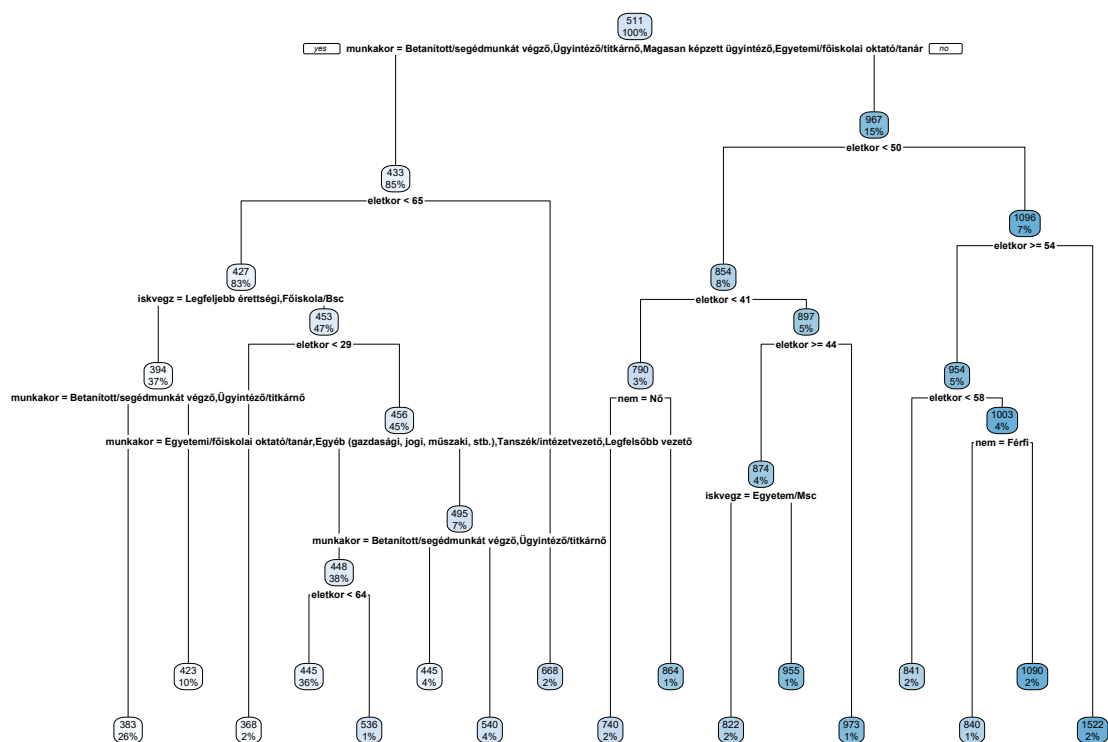 511
100%
yes munkakor = Betanított/segédmunkát végző,Ügyintéző/titkárnő,Magasan képzett ügyintéző,Egyetemi/főiskolai oktató/tanár no
967
15%
eletkor < 50
433
85%
eletkor < 65
1096
7%
eletkor >= 54
427
83%
iskvegz = Legfeljebb érettségi,Főiskola/Bsc
854
8%
eletkor < 41
453
47%
eletkor < 29
897
5%
eletkor >= 44
394
37%
munkakor = Betanított/segédmunkát végző,Ügyintéző/titkárnő
790
3%
nem = Nő
954
5%
eletkor < 58
456
45%
munkakor = Egyetemi/főiskolai oktató/tanár,Egyéb (gazdasági, jogi, műszaki, stb.),Tanszék/intézetvezető,Legfelsőbb vezető
1003
4%
nem = Férfi
874
4%
iskvegz = Egyetem/Msc
495
7%
munkakor = Betanított/segédmunkát végző,Ügyintéző/titkárnő
448
38%
eletkor < 64
423 445 445 668 864 955 841 1090
10% 36% 4% 2% 1% 1% 2% 2%
383 368 536 540 740 822 973 840 1522
26% 2% 1% 4% 2% 2% 1% 1% 2%